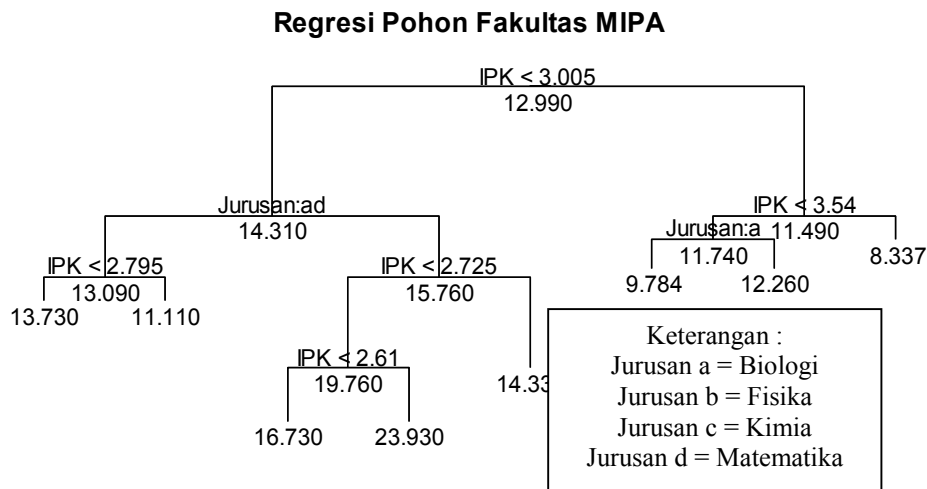 Regresi Pohon Fakultas MIPA
IPK < 3.005
12.990
Jurusan:ad
14.310
IPK < 3.54
11.490
Jurusan:a
11.740
8.337
IPK < 2.795
13.090
IPK < 2.725
15.760
9.784
12.260
13.730
11.110
IPK < 2.61
19.760
16.730
23.930
Keterangan :
Jurusan a = Biologi
Jurusan b = Fisika
Jurusan c = Kimia
Jurusan d = Matematika